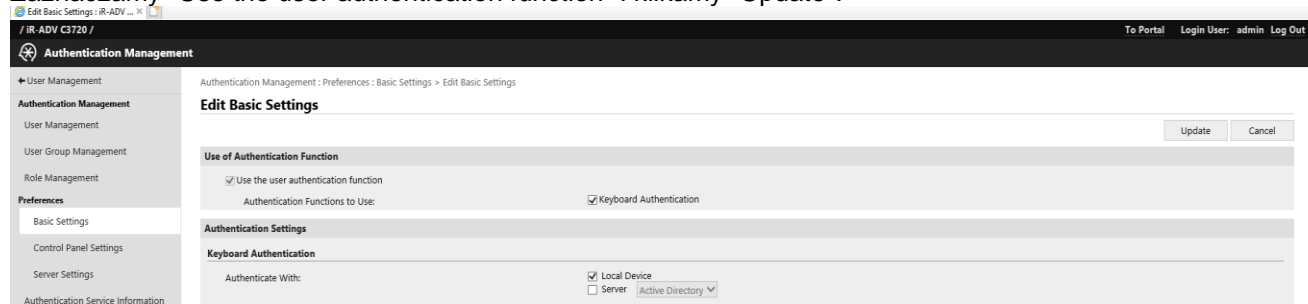 Zaznaczamy "Use the user authentication function" i klikamy "Update".
Edit Basic Settings : iR-ADV ...
/ iR-ADV C3720 /
To Portal Login User: admin Log Out
Authentication Management
User Management
Authentication Management : Preferences : Basic Settings > Edit Basic Settings
Authentication Management
Edit Basic Settings
User Management
Update Cancel
User Group Management
Use of Authentication Function
Role Management
Use the user authentication function
Preferences
Authentication Functions to Use: Keyboard Authentication
Basic Settings
Authentication Settings
Control Panel Settings
Keyboard Authentication
Server Settings
Authenticate With: Local Device
Server Active Directory
Authentication Service Information